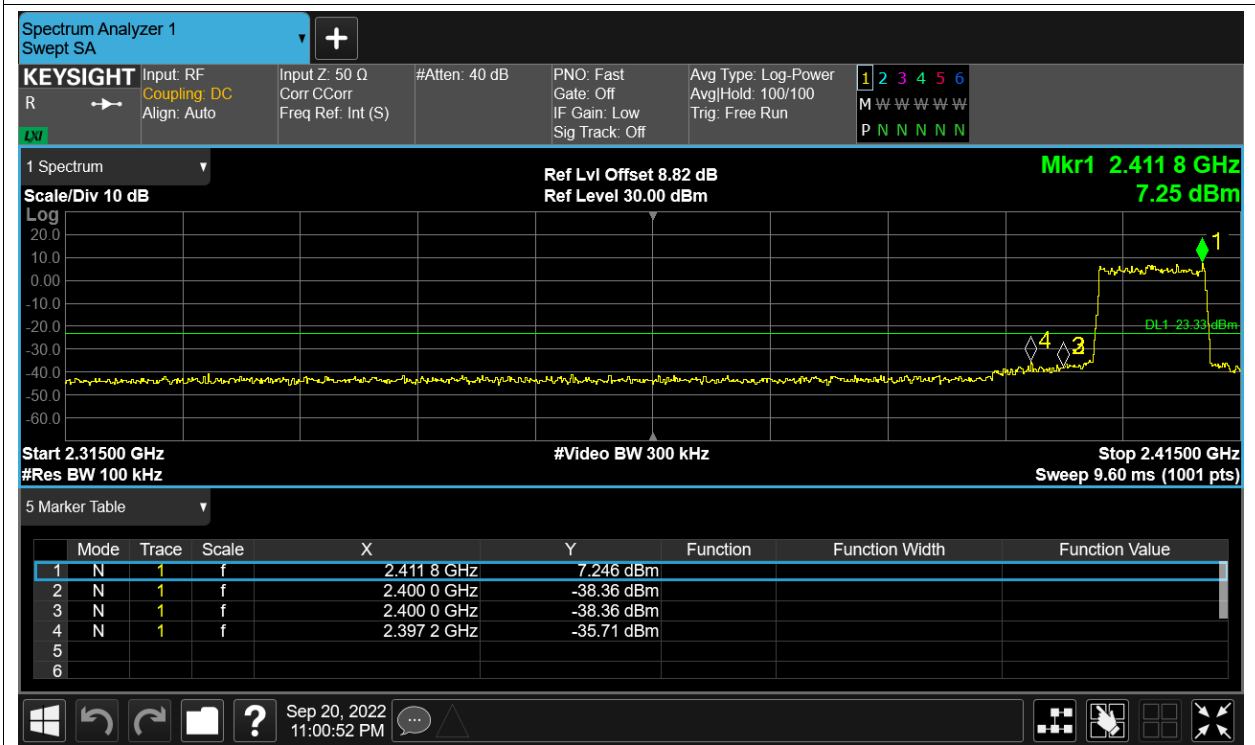 Spectrum Analyzer 1
Swept SA
KEYSIGHT
R
LXI
Input: RF
Coupling: DC
Align: Auto
Input Z: 50 Ω
Corr CCorr
Freq Ref: Int (S)
#Atten: 40 dB
PNO: Fast
Gate: Off
IF Gain: Low
Sig Track: Off
Avg Type: Log-Power
Avg|Hold: 100/100
Trig: Free Run
1 2 3 4 5 6
M W W W W W
P N N N N N
1 Spectrum
Scale/Div 10 dB
Ref Lvl Offset 8.82 dB
Ref Level 30.00 dBm
Mkr1 2.411 8 GHz
7.25 dBm
Log
20.0
10.0
0.00
-10.0
-20.0
-30.0
-40.0
-50.0
-60.0
1
DL1 -23.33 dBm
4
3
Start 2.31500 GHz
#Video BW 300 kHz
Stop 2.41500 GHz
#Res BW 100 kHz
Sweep 9.60 ms (1001 pts)
5 Marker Table
Mode Trace Scale X Y Function Function Width Function Value
1 N 1 f 2.411 8 GHz 7.246 dBm
2 N 1 f 2.400 0 GHz -38.36 dBm
3 N 1 f 2.400 0 GHz -38.36 dBm
4 N 1 f 2.397 2 GHz -35.71 dBm
5
6
?
Sep 20, 2022
11:00:52 PM